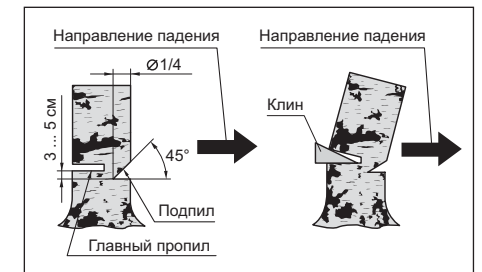 Направление падения
Направление падения
Ø1/4
Клин
3 ... 5 см
45°
Подпил
Главный пропил